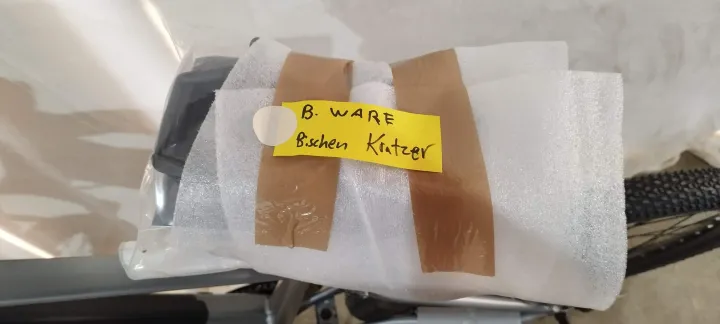 B. WARE
Bischen Kratzer